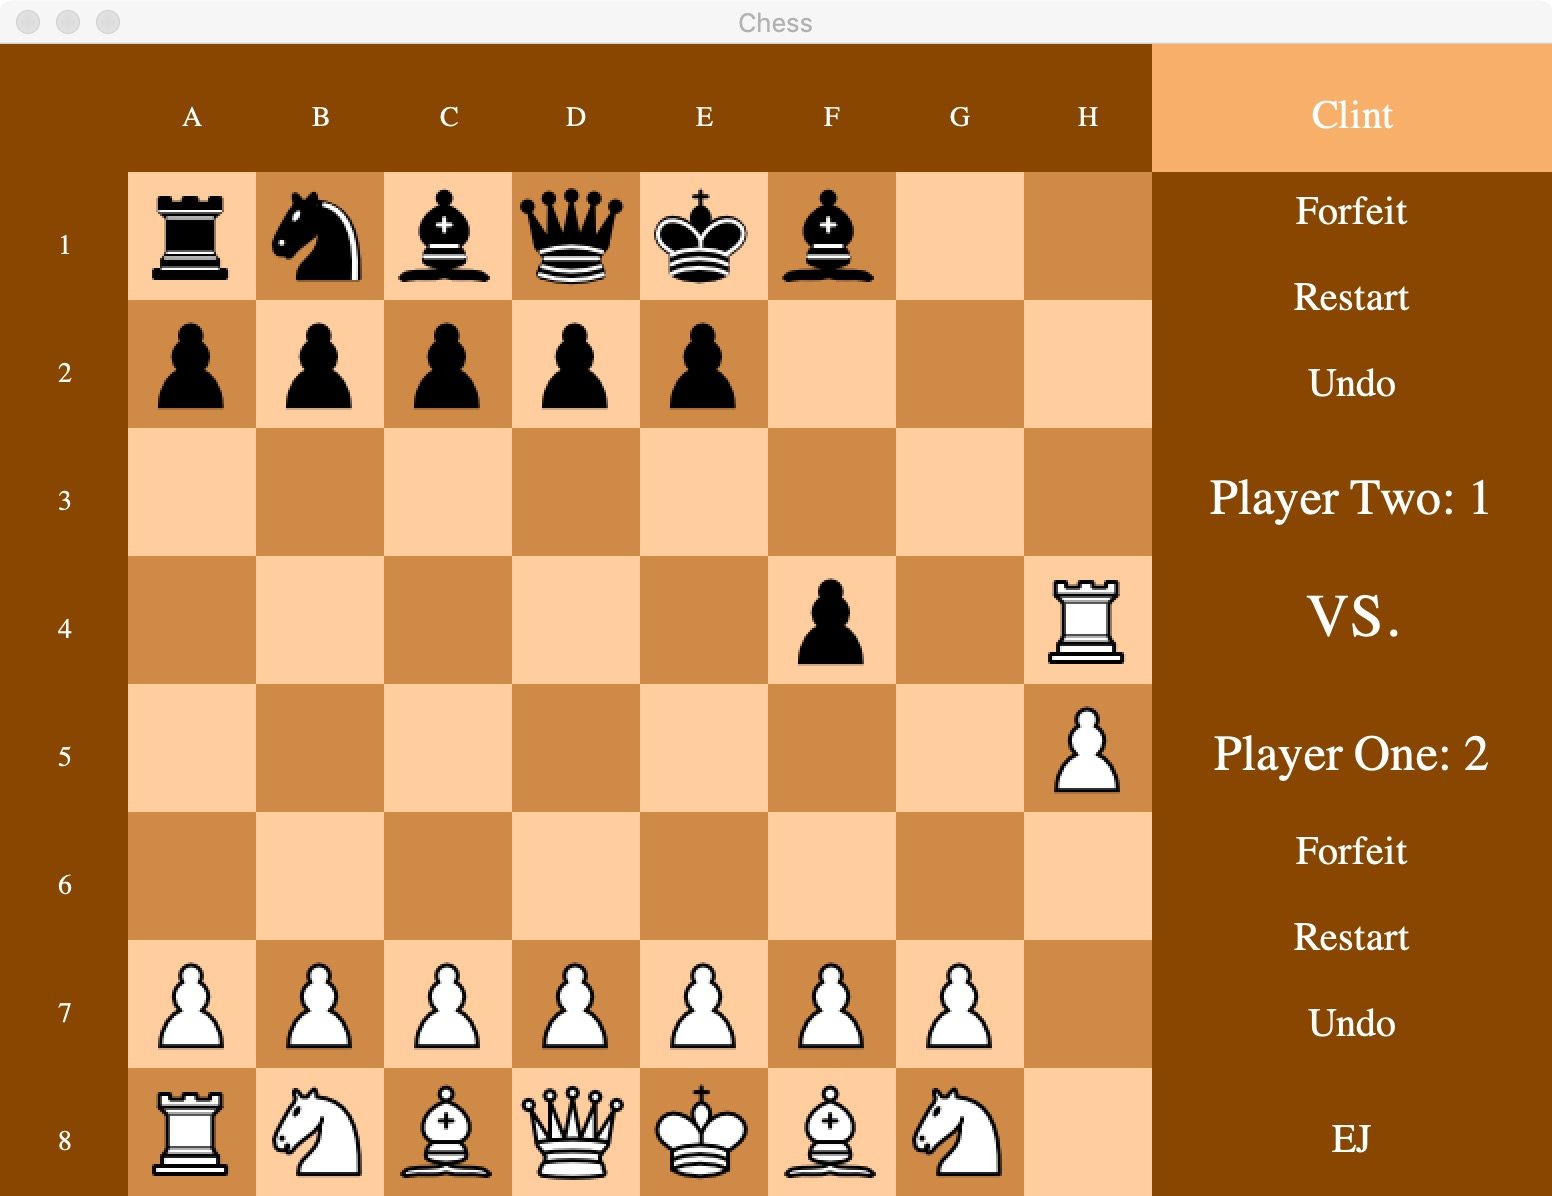 Chess
A B C D E F G H
Clint
1
Forfeit
Restart
2
Undo
3
Player Two: 1
4
VS.
5
Player One: 2
Forfeit
6
Restart
7
Undo
8
EJ